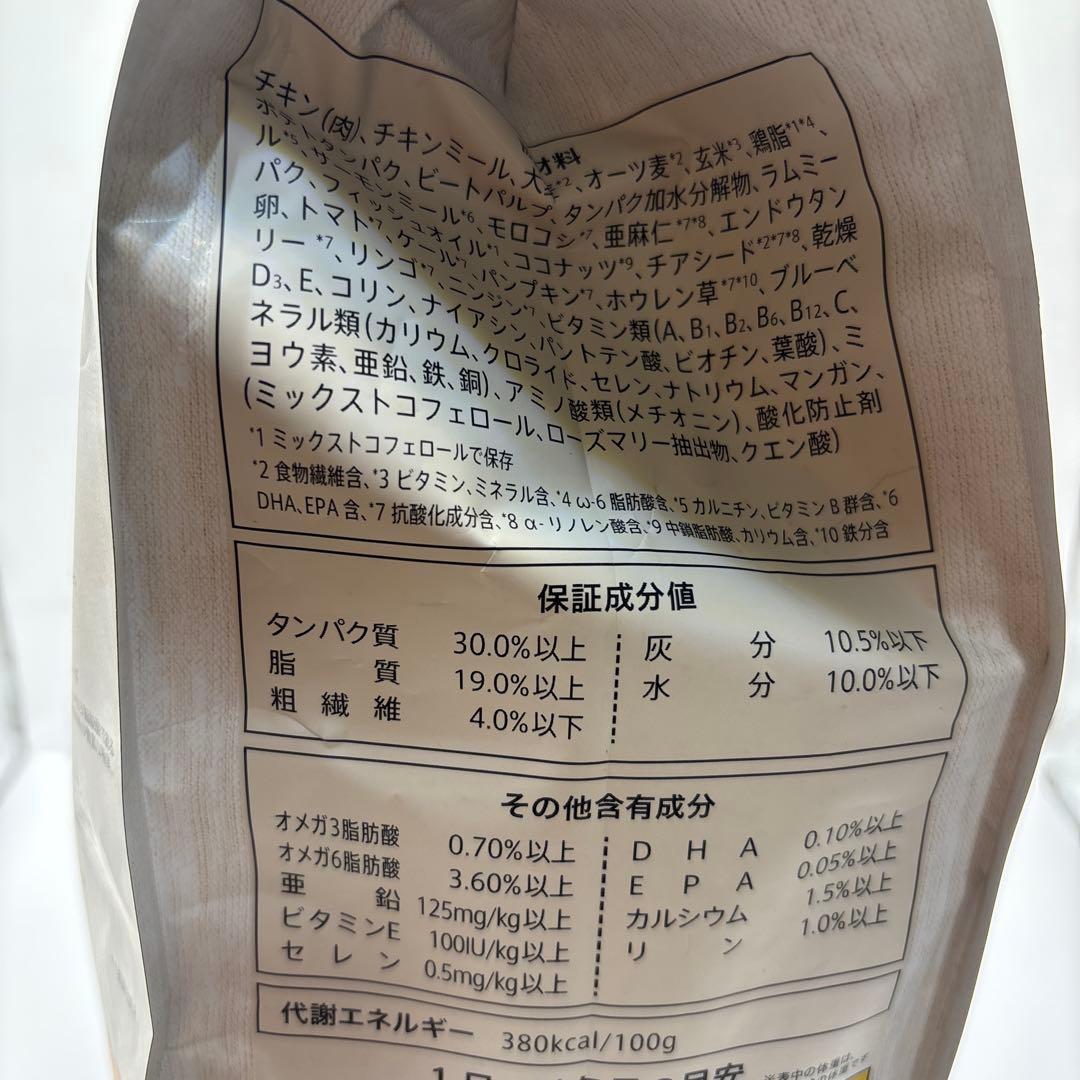 材料
チキン(肉)、チキンミール、大麦*2、オーツ麦*2、玄米*3、鶏脂*1*4、
ポテトタンパク、ビートパルプ、タンパク加水分解物、ラムミー
ル*5、サーモンミール*6、モロコシ*7、亜麻仁*7*8、エンドウタン
パク、フィッシュオイル*1、ココナッツ*9、チアシード*2*7*8、乾燥
卵、トマト*7、ケール*7、パンプキン*7、ホウレン草*7*10、ブルーベ
リー*7、リンゴ*7、ニンジン*7、ビタミン類(A、B1、B2、B6、B12、C、
D3、E、コリン、ナイアシン、パントテン酸、ビオチン、葉酸)、ミ
ネラル類(カリウム、クロライド、セレン、ナトリウム、マンガン、
ヨウ素、亜鉛、鉄、銅)、アミノ酸類(メチオニン)、酸化防止剤
(ミックストコフェロール、ローズマリー抽出物、クエン酸)
*1 ミックストコフェロールで保存
*2 食物繊維含、*3 ビタミン、ミネラル含、*4 ω-6 脂肪酸含、*5 カルニチン、ビタミンB群含、*6
DHA、EPA含、*7 抗酸化成分含、*8 α-リノレン酸含、*9 中鎖脂肪酸、カリウム含、*10 鉄分含
保証成分値
タンパク質 30.0%以上
脂質 19.0%以上
粗繊維 4.0%以下
灰分 10.5%以下
水分 10.0%以下
その他含有成分
オメガ3脂肪酸 0.70%以上
オメガ6脂肪酸 3.60%以上
亜鉛 125mg/kg以上
ビタミンE 100IU/kg以上
セレン 0.5mg/kg以上
DHA 0.10%以上
EPA 0.05%以上
カルシウム 1.5%以上
リン 1.0%以上
代謝エネルギー 380kcal/100g
※表中の体重は、